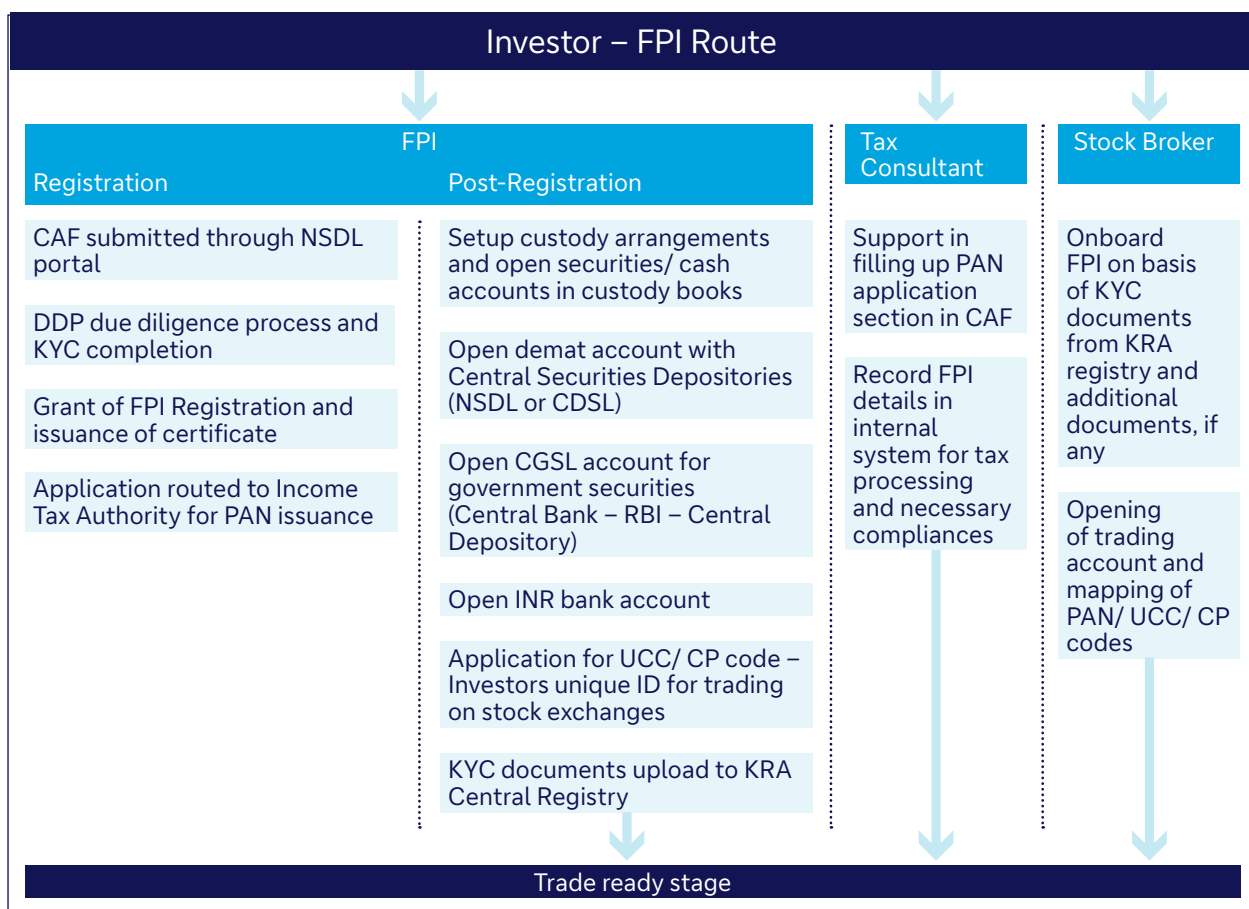 Investor – FPI Route
FPI
Registration
Post-Registration
CAF submitted through NSDL
portal
DDP due diligence process and
KYC completion
Grant of FPI Registration and
issuance of certificate
Application routed to Income
Tax Authority for PAN issuance
Setup custody arrangements
and open securities/ cash
accounts in custody books
Open demat account with
Central Securities Depositories
(NSDL or CDSL)
Open CGSL account for
government securities
(Central Bank – RBI – Central
Depository)
Open INR bank account
Application for UCC/ CP code –
Investors unique ID for trading
on stock exchanges
KYC documents upload to KRA
Central Registry
Tax
Consultant
Support in
filling up PAN
application
section in CAF
Record FPI
details in
internal
system for tax
processing
and necessary
compliances
Stock Broker
Onboard
FPI on basis
of KYC
documents
from KRA
registry and
additional
documents, if
any
Opening
of trading
account and
mapping of
PAN/ UCC/ CP
codes
Trade ready stage